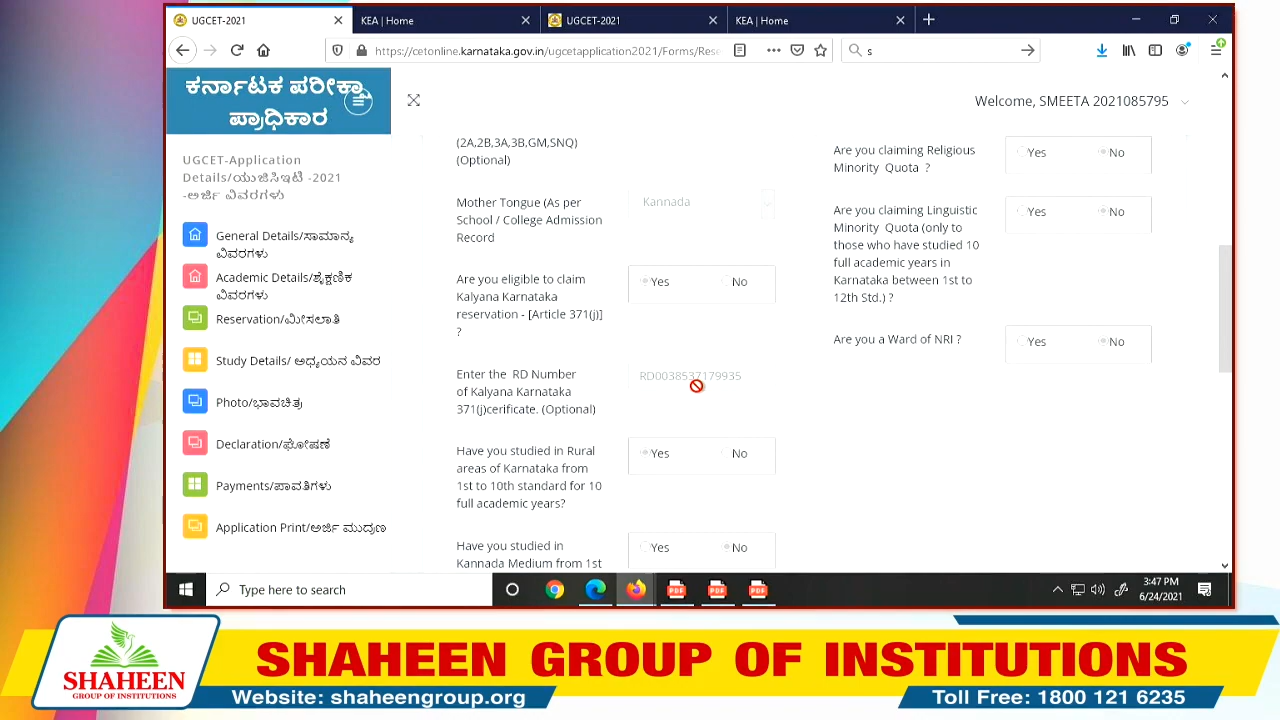 UGCET-2021
KEA | Home
UGCET-2021
KEA | Home
https://cetonline.karnataka.gov.in/ugcetapplication2021/Forms/Rese
s
ಕರ್ನಾಟಕ ಪರೀಕ್ಷಾ
ಪ್ರಾಧಿಕಾರ
Welcome, SMEETA 2021085795
UGCET-Application
Details/ಯುಜಿಸಿಇಟಿ -2021
-ಅರ್ಜಿ ವಿವರಗಳು
General Details/ಸಾಮಾನ್ಯ
ವಿವರಗಳು
Academic Details/ಶೈಕ್ಷಣಿಕ
ವಿವರಗಳು
Reservation/ಮೀಸಲಾತಿ
Study Details/ ಅಧ್ಯಯನ ವಿವರ
Photo/ಭಾವಚಿತ್ರ
Declaration/ಘೋಷಣೆ
Payments/ಪಾವತಿಗಳು
Application Print/ಅರ್ಜಿ ಮುದ್ರಣ
(2A,2B,3A,3B,GM,SNQ)
(Optional)
Mother Tongue (As per
School / College Admission
Record
Kannada
Are you eligible to claim
Kalyana Karnataka
reservation - [Article 371(j)]
?
Yes No
Enter the RD Number
of Kalyana Karnataka
371(j)cerificate. (Optional)
RD0038537179935
Have you studied in Rural
areas of Karnataka from
1st to 10th standard for 10
full academic years?
Yes No
Have you studied in
Kannada Medium from 1st
Yes No
Are you claiming Religious
Minority Quota ?
Yes No
Are you claiming Linguistic
Minority Quota (only to
those who have studied 10
full academic years in
Karnataka between 1st to
12th Std.) ?
Yes No
Are you a Ward of NRI ?
Yes No
Type here to search
PDF
PDF
PDF
3:47 PM
6/24/2021
SHAHEEN
GROUP OF INSTITUTIONS
SHAHEEN GROUP OF INSTITUTIONS
Website: shaheengroup.org
Toll Free: 1800 121 6235